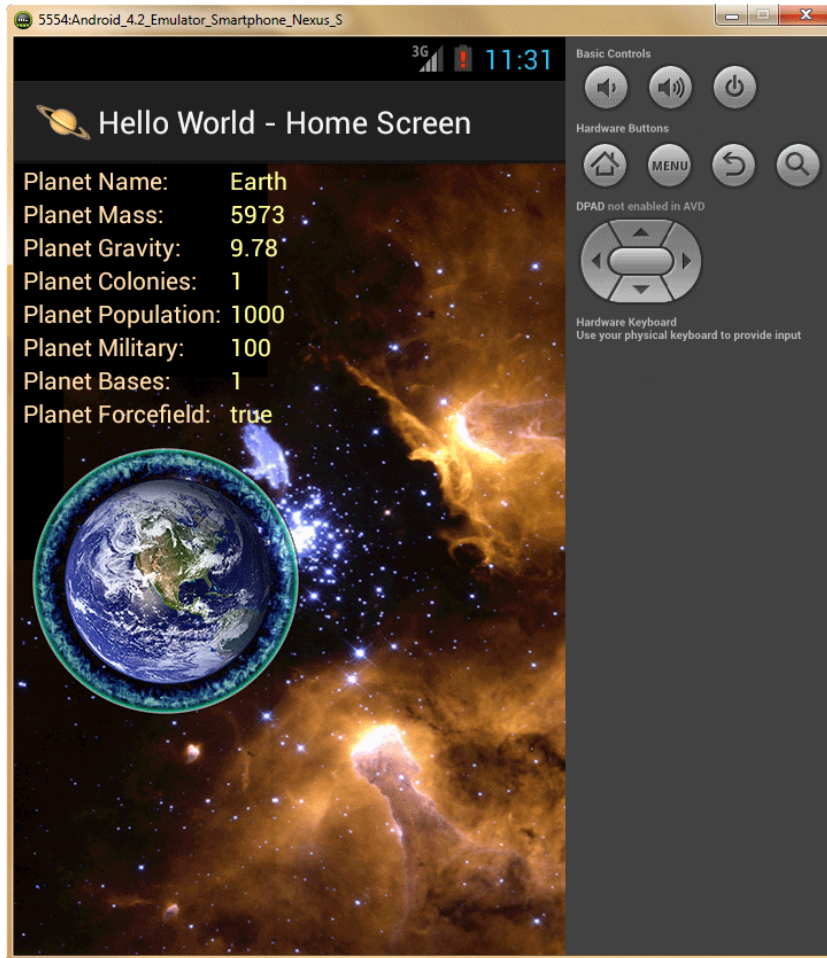 5554:Android_4.2_Emulator_Smartphone_Nexus_S
3G 11:31
Hello World - Home Screen
Planet Name: Earth
Planet Mass: 5973
Planet Gravity: 9.78
Planet Colonies: 1
Planet Population: 1000
Planet Military: 100
Planet Bases: 1
Planet Forcefield: true
Basic Controls
Hardware Buttons
MENU
DPAD not enabled in AVD
Hardware Keyboard
Use your physical keyboard to provide input